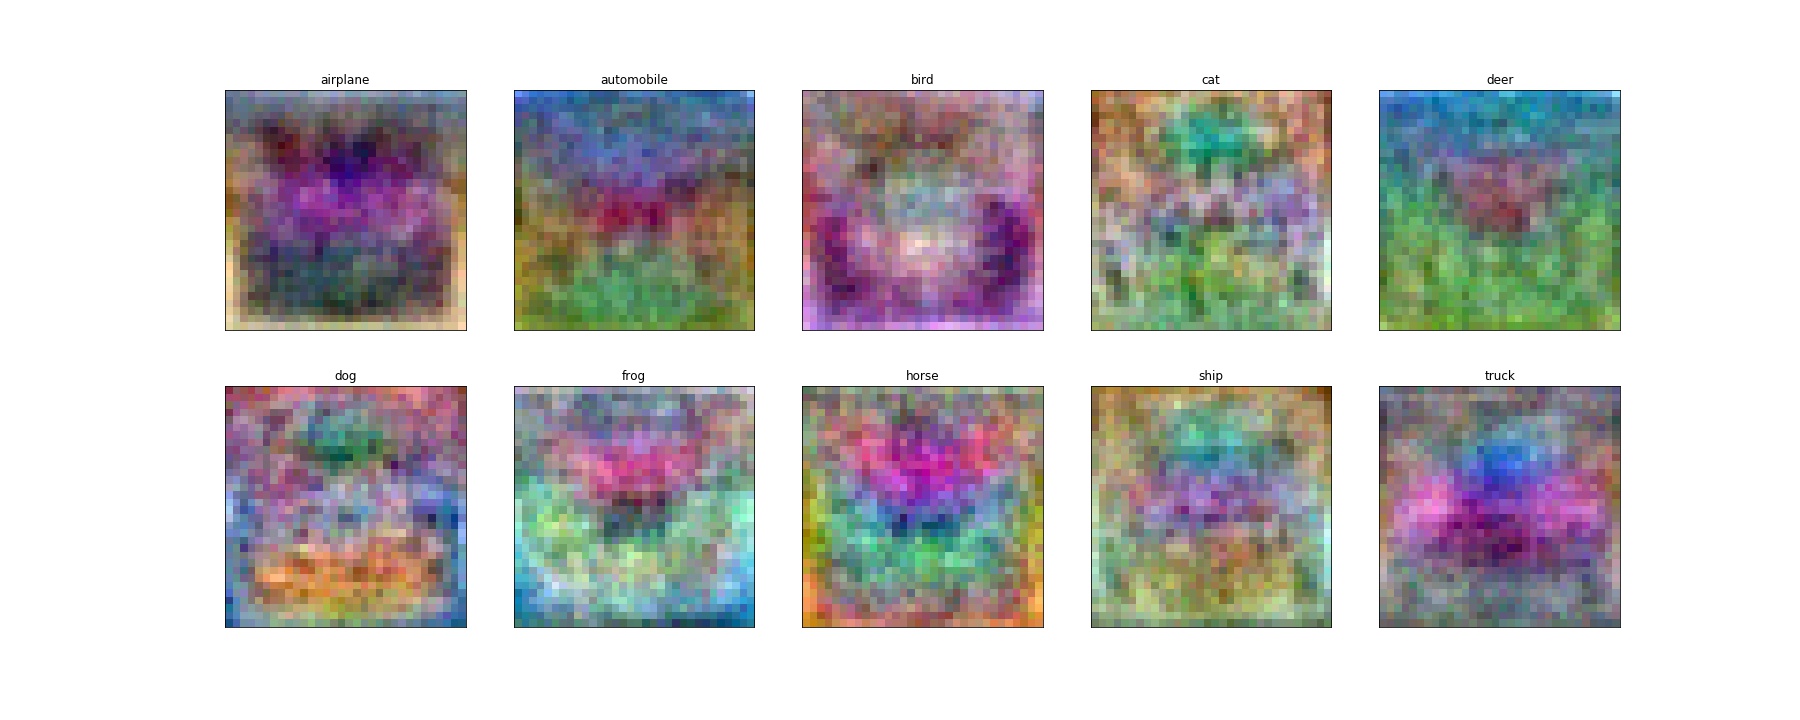 airplane
automobile
bird
cat
deer
dog
frog
horse
ship
truck